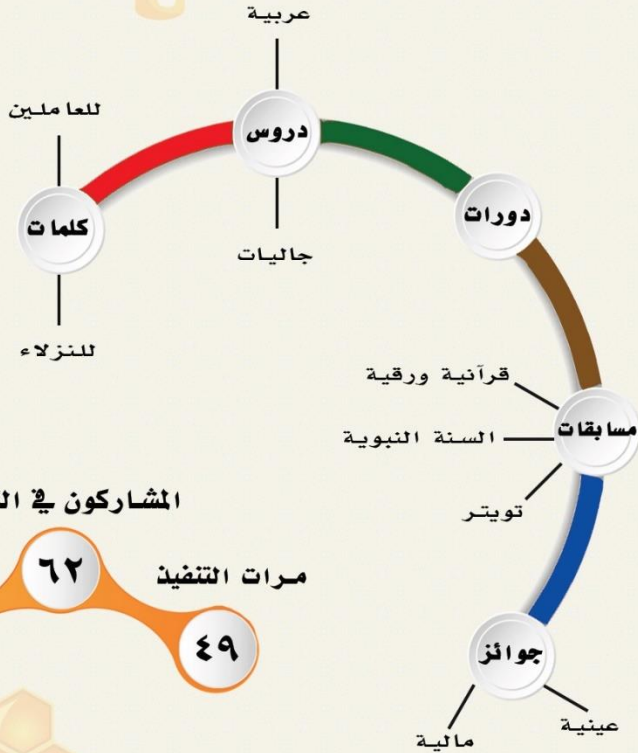 عربية
دروس
جاليات
للعاملين
كلمات
للنزلاء
دورات
مسابقات
قرآنية ورقية
السنة النبوية
تويتر
جوائز
عينية
مالية
المشاركون في
٦٢
مرات التنفيذ
٤٩